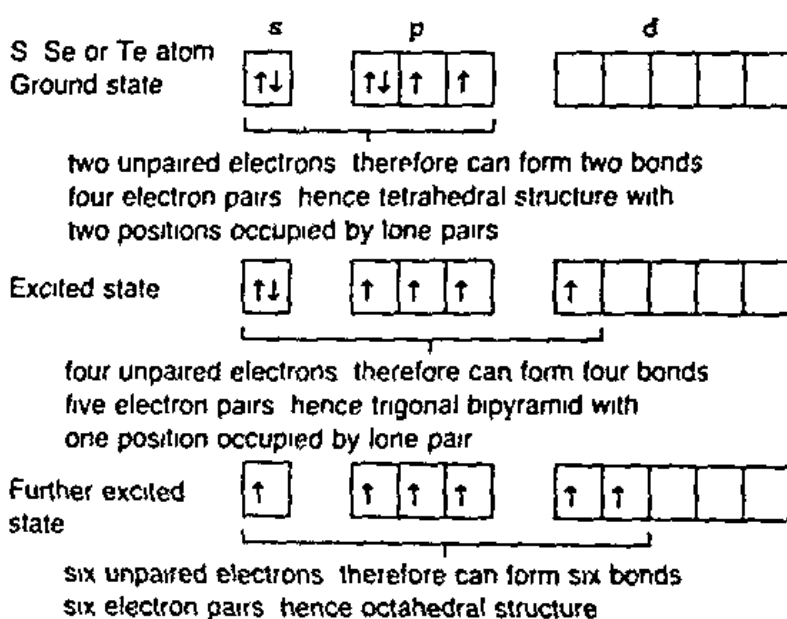 s p d
S Se or Te atom
Ground state ↑↓ ↑↓ ↑ ↑
two unpaired electrons therefore can form two bonds
four electron pairs hence tetrahedral structure with
two positions occupied by lone pairs
Excited state ↑↓ ↑ ↑ ↑ ↑
four unpaired electrons therefore can form four bonds
five electron pairs hence trigonal bipyramid with
one position occupied by lone pair
Further excited ↑ ↑ ↑ ↑ ↑ ↑
state
six unpaired electrons therefore can form six bonds
six electron pairs hence octahedral structure